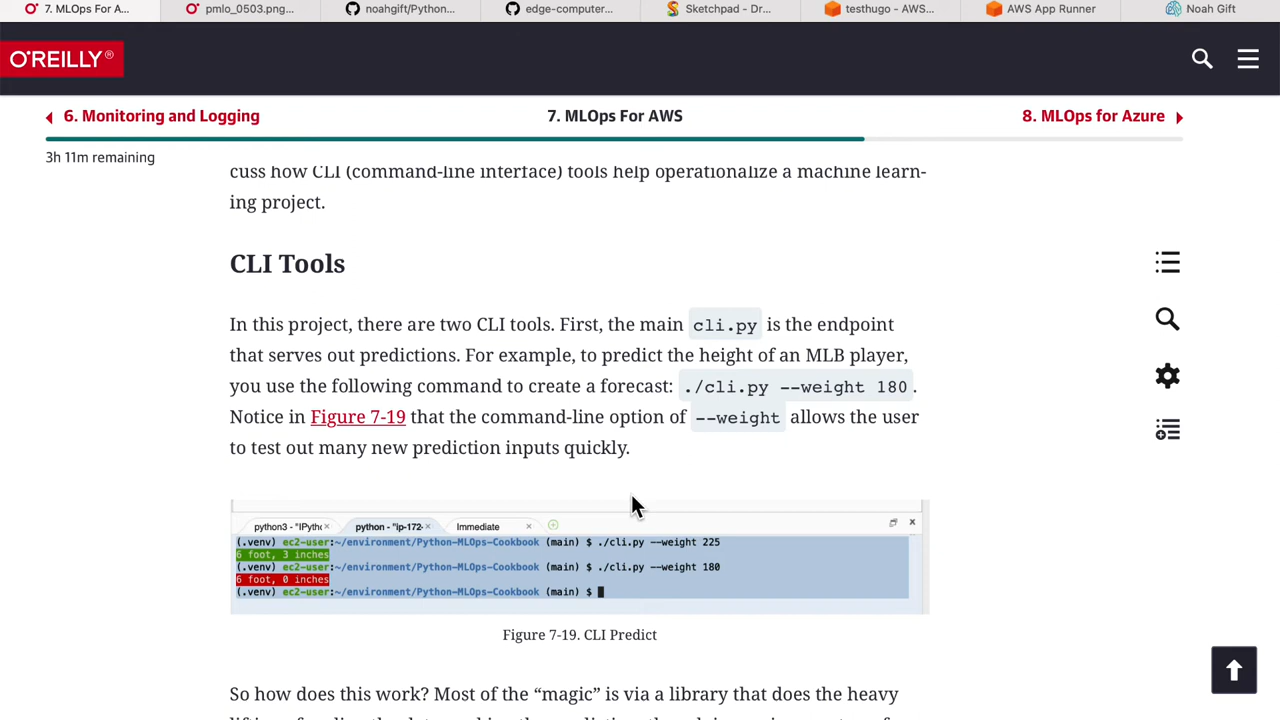 7. MLOps For A...
pmlo_0503.png...
noahgift/Python...
edge-computer...
Sketchpad - Dr...
testhugo - AWS...
AWS App Runner
Noah Gift
O'REILLY®
6. Monitoring and Logging
7. MLOps For AWS
8. MLOps for Azure
3h 11m remaining
cuss how CLI (command-line interface) tools help operationalize a machine learn-
ing project.
CLI Tools
In this project, there are two CLI tools. First, the main cli.py is the endpoint
that serves out predictions. For example, to predict the height of an MLB player,
you use the following command to create a forecast: ./cli.py --weight 180.
Notice in Figure 7-19 that the command-line option of --weight allows the user
to test out many new prediction inputs quickly.
python3 - "IPythc
python - "ip-172-
Immediate
(.venv) ec2-user:~/environment/Python-MLOps-Cookbook (main) $ ./cli.py --weight 225
6 foot, 3 inches
(.venv) ec2-user:~/environment/Python-MLOps-Cookbook (main) $ ./cli.py --weight 180
6 foot, 0 inches
(.venv) ec2-user:~/environment/Python-MLOps-Cookbook (main) $
Figure 7-19. CLI Predict
So how does this work? Most of the “magic” is via a library that does the heavy